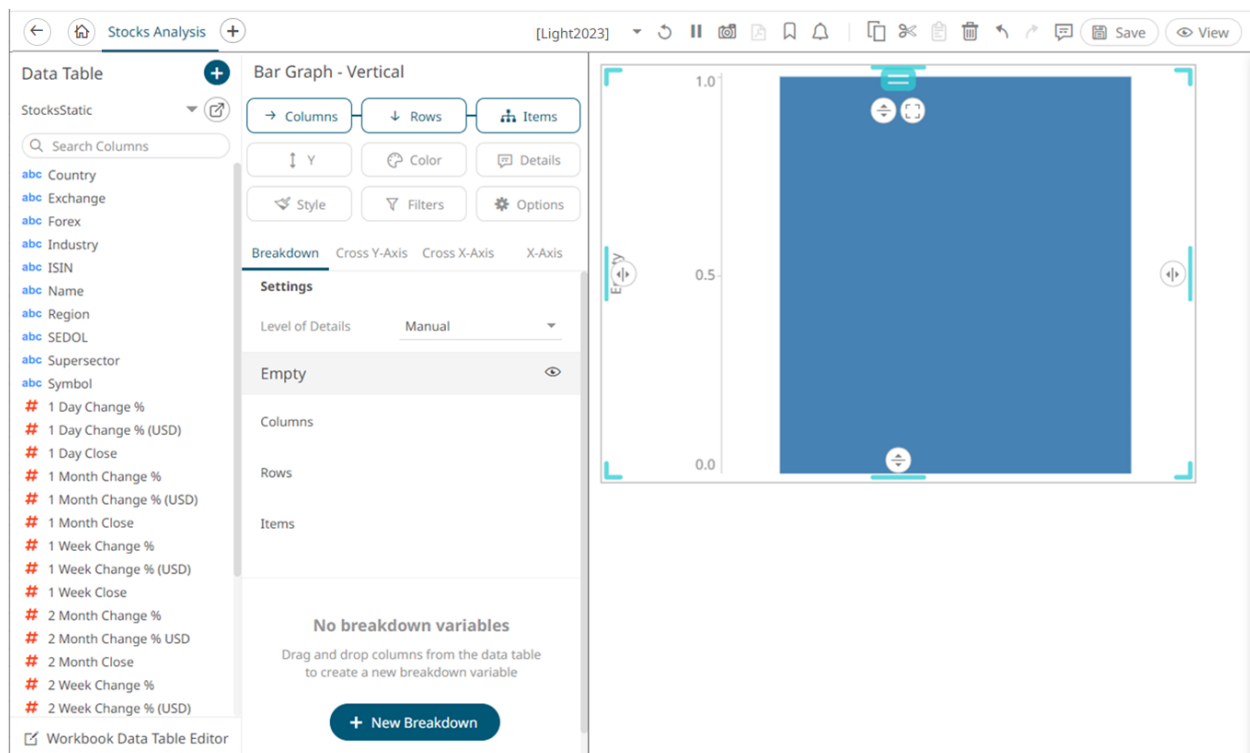 Stocks Analysis
[Light2023]
Save
View
Data Table
StocksStatic
Search Columns
abc Country
abc Exchange
abc Forex
abc Industry
abc ISIN
abc Name
abc Region
abc SEDOL
abc Supersector
abc Symbol
# 1 Day Change %
# 1 Day Change % (USD)
# 1 Day Close
# 1 Month Change %
# 1 Month Change % (USD)
# 1 Month Close
# 1 Week Change %
# 1 Week Change % (USD)
# 1 Week Close
# 2 Month Change %
# 2 Month Change % USD
# 2 Month Close
# 2 Week Change %
# 2 Week Change % (USD)
Workbook Data Table Editor
Bar Graph - Vertical
Columns
Rows
Items
Y
Color
Details
Style
Filters
Options
Breakdown
Cross Y-Axis
Cross X-Axis
X-Axis
Settings
Level of Details
Manual
Empty
Columns
Rows
Items
No breakdown variables
Drag and drop columns from the data table
to create a new breakdown variable
+ New Breakdown
1.0
0.5
0.0